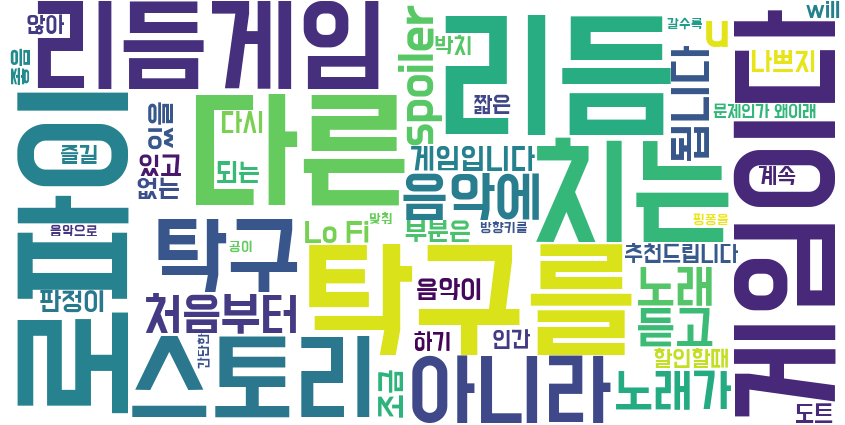 않아
리듬게임
spoiler
박치
리듬
갈수록
u
will
좋음
로파이
다른
다시
있을
즐길
있고
없는
되는
짧은
게임입니다
음악에
치는
됩니다
나쁘지
문제인가 왜이래
게임이다
계속
음악으로
탁구
공이
Lo Fi
맞춰
부분은
방향키를
핑퐁을
추천드립니다
판정이
처음부터
탁구를
음악이
노래
듣고
간단한
스토리
하기
인간
할인할때
조금
아니라
노래가
도트